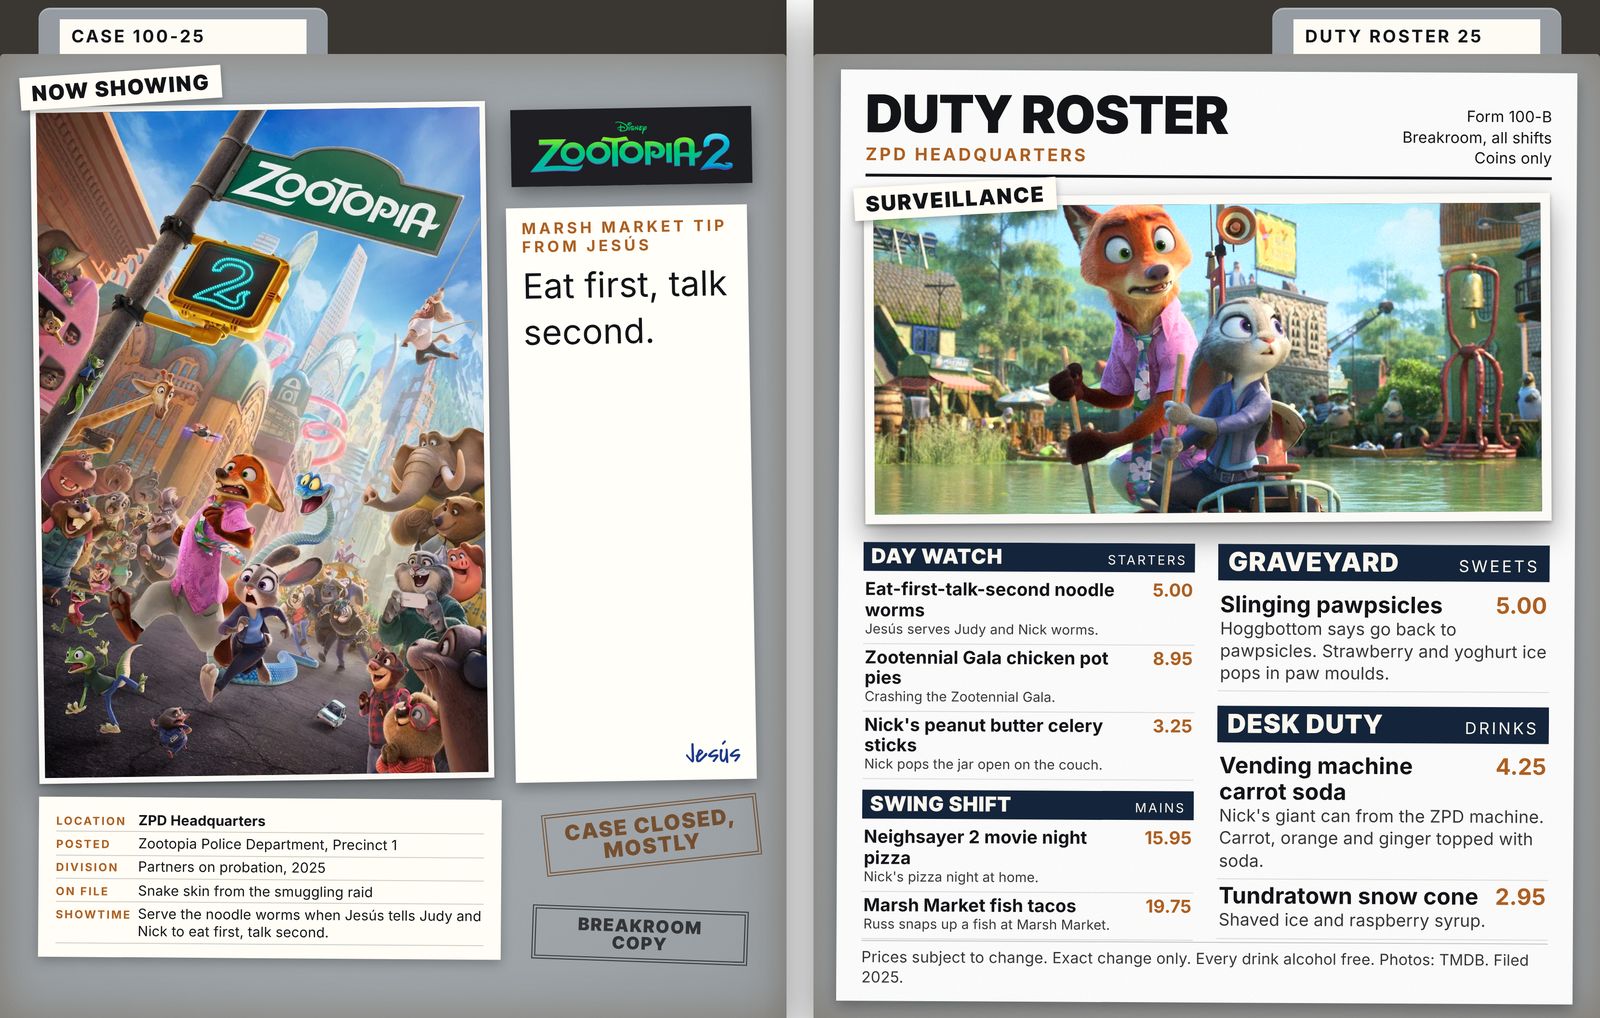 CASE 100-25
NOW SHOWING
ZOOTOPIA
2
Disney
ZOOTOPIA 2
MARSH MARKET TIP
FROM JESÚS
Eat first, talk
second.
Jesús
LOCATION ZPD Headquarters
POSTED Zootopia Police Department, Precinct 1
DIVISION Partners on probation, 2025
ON FILE Snake skin from the smuggling raid
SHOWTIME Serve the noodle worms when Jesús tells Judy and
Nick to eat first, talk second.
CASE CLOSED,
MOSTLY
BREAKROOM
COPY
DUTY ROSTER 25
DUTY ROSTER
ZPD HEADQUARTERS
Form 100-B
Breakroom, all shifts
Coins only
SURVEILLANCE
DAY WATCH STARTERS
Eat-first-talk-second noodle 5.00
worms
Jesús serves Judy and Nick worms.
Zootennial Gala chicken pot 8.95
pies
Crashing the Zootennial Gala.
Nick's peanut butter celery 3.25
sticks
Nick pops the jar open on the couch.
SWING SHIFT MAINS
Neighsayer 2 movie night 15.95
pizza
Nick's pizza night at home.
Marsh Market fish tacos 19.75
Russ snaps up a fish at Marsh Market.
GRAVEYARD SWEETS
Slinging pawpsicles 5.00
Hoggbottom says go back to
pawpsicles. Strawberry and yoghurt ice
pops in paw moulds.
DESK DUTY DRINKS
Vending machine 4.25
carrot soda
Nick's giant can from the ZPD machine.
Carrot, orange and ginger topped with
soda.
Tundratown snow cone 2.95
Shaved ice and raspberry syrup.
Prices subject to change. Exact change only. Every drink alcohol free. Photos: TMDB. Filed
2025.